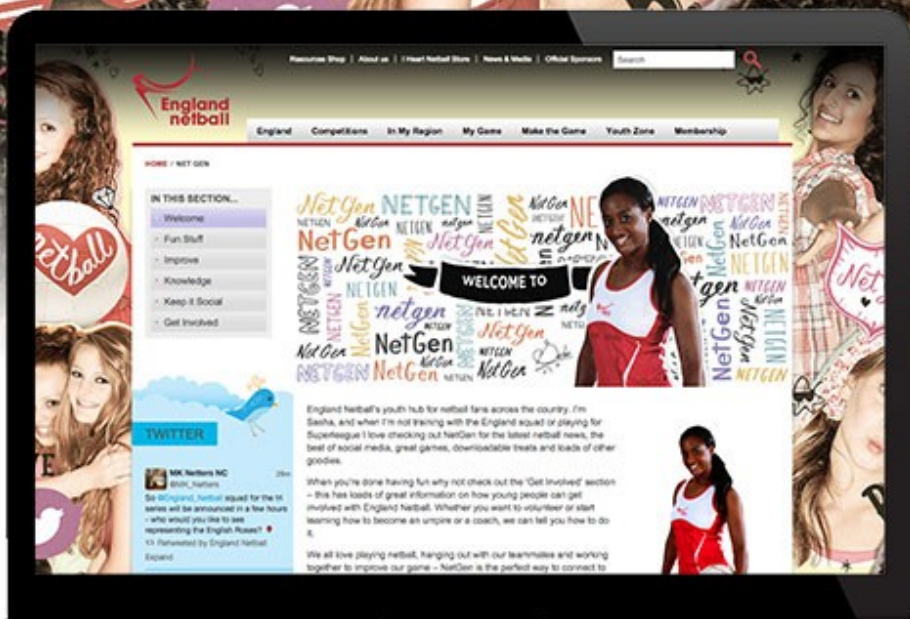 Resources Shop | About us | I Heart Netball Store | News & Media | Official Sponsors
Search
England
netball
England Competitions In My Region My Game Make the Game Youth Zone Membership
HOME / NET GEN
IN THIS SECTION...
Welcome
Fun Stuff
Improve
Knowledge
Keep it Social
Get Involved
WELCOME TO
Net Gen NETGEN
NetGen
netgen
NETGEN NetGen
TWITTER
MK Netters NC 28m
@MK_Netters
So @England_Netball squad for the tri
series will be announced in a few hours
- who would you like to see
representing the English Roses?
Retweeted by England Netball
Expand
England Netball's youth hub for netball fans across the country. I'm
Sasha, and when I'm not training with the England squad or playing for
Superleague I love checking out NetGen for the latest netball news, the
best of social media, great games, downloadable treats and loads of other
goodies.
When you're done having fun why not check out the 'Get Involved' section
– this has loads of great information on how young people can get
involved with England Netball. Whether you want to volunteer or start
learning how to become an umpire or a coach, we can tell you how to do
it.
We all love playing netball, hanging out with our teammates and working
together to improve our game – NetGen is the perfect way to connect to
netball
Net